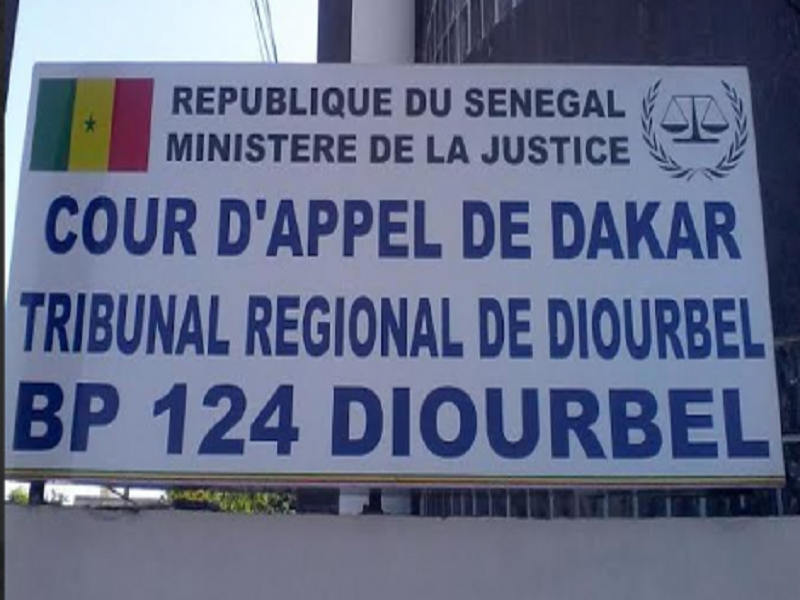 REPUBLIQUE DU SENEGAL
MINISTERE DE LA JUSTICE
COUR D'APPEL DE DAKAR
TRIBUNAL REGIONAL DE DIOURBEL
BP 124 DIOURBEL